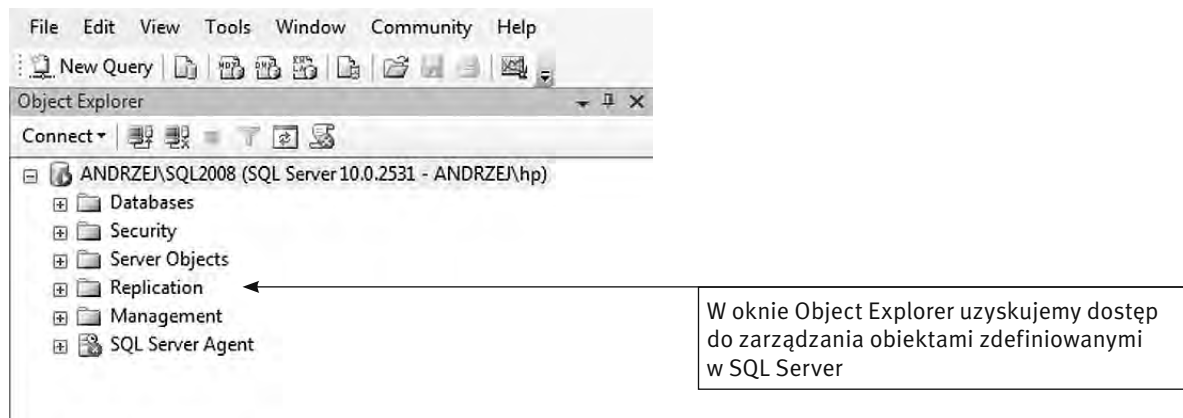 File Edit View Tools Window Community Help
New Query
Object Explorer
Connect
ANDRZEJ\SQL2008 (SQL Server 10.0.2531 - ANDRZEJ\hp)
Databases
Security
Server Objects
Replication
Management
SQL Server Agent
W oknie Object Explorer uzyskujemy dostęp
do zarządzania obiektami zdefiniowanymi
w SQL Server